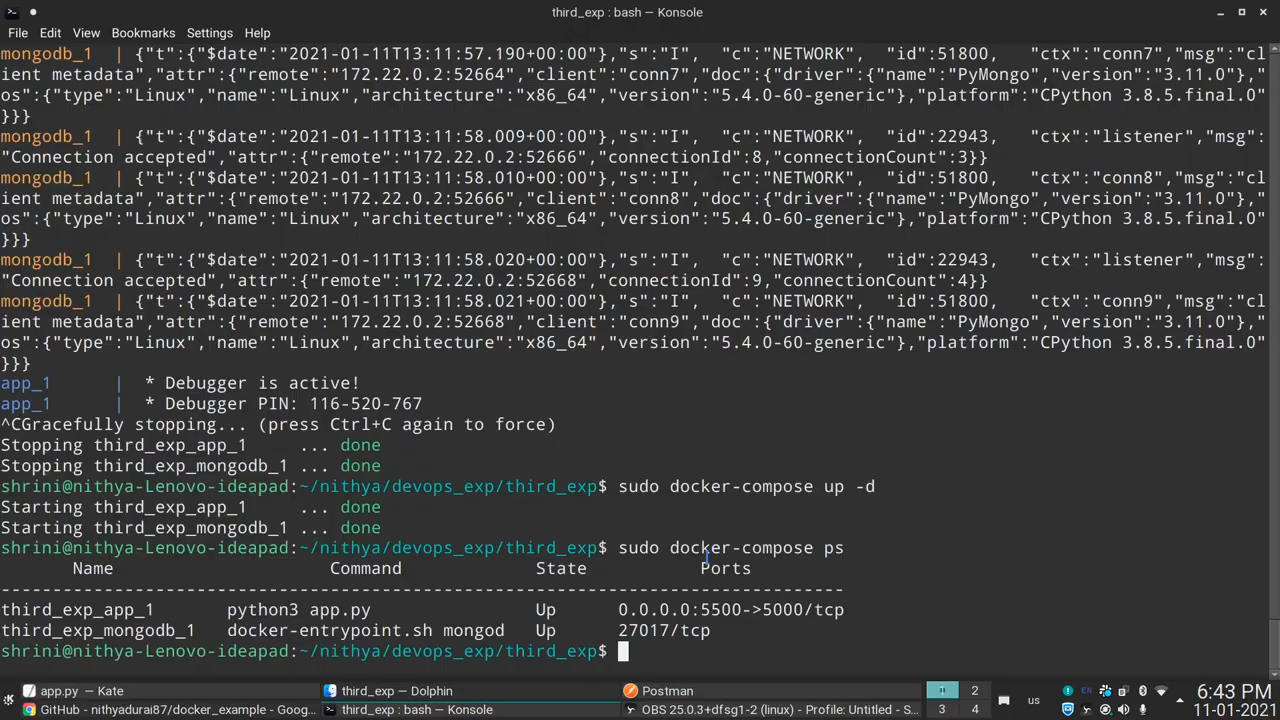 third_exp : bash — Konsole
File Edit View Bookmarks Settings Help
mongodb_1 | {"t":{"$date":"2021-01-11T13:11:57.190+00:00"},"s":"I", "c":"NETWORK", "id":51800, "ctx":"conn7","msg":"cl
ient metadata","attr":{"remote":"172.22.0.2:52664","client":"conn7","doc":{"driver":{"name":"PyMongo","version":"3.11.0"},"
os":{"type":"Linux","name":"Linux","architecture":"x86_64","version":"5.4.0-60-generic"},"platform":"CPython 3.8.5.final.0"
}}}
mongodb_1 | {"t":{"$date":"2021-01-11T13:11:58.009+00:00"},"s":"I", "c":"NETWORK", "id":22943, "ctx":"listener","msg":
"Connection accepted","attr":{"remote":"172.22.0.2:52666","connectionId":8,"connectionCount":3}}
mongodb_1 | {"t":{"$date":"2021-01-11T13:11:58.010+00:00"},"s":"I", "c":"NETWORK", "id":51800, "ctx":"conn8","msg":"cl
ient metadata","attr":{"remote":"172.22.0.2:52666","client":"conn8","doc":{"driver":{"name":"PyMongo","version":"3.11.0"},"
os":{"type":"Linux","name":"Linux","architecture":"x86_64","version":"5.4.0-60-generic"},"platform":"CPython 3.8.5.final.0"
}}}
mongodb_1 | {"t":{"$date":"2021-01-11T13:11:58.020+00:00"},"s":"I", "c":"NETWORK", "id":22943, "ctx":"listener","msg":
"Connection accepted","attr":{"remote":"172.22.0.2:52668","connectionId":9,"connectionCount":4}}
mongodb_1 | {"t":{"$date":"2021-01-11T13:11:58.021+00:00"},"s":"I", "c":"NETWORK", "id":51800, "ctx":"conn9","msg":"cl
ient metadata","attr":{"remote":"172.22.0.2:52668","client":"conn9","doc":{"driver":{"name":"PyMongo","version":"3.11.0"},"
os":{"type":"Linux","name":"Linux","architecture":"x86_64","version":"5.4.0-60-generic"},"platform":"CPython 3.8.5.final.0"
}}}
app_1 | * Debugger is active!
app_1 | * Debugger PIN: 116-520-767
^CGracefully stopping... (press Ctrl+C again to force)
Stopping third_exp_app_1 ... done
Stopping third_exp_mongodb_1 ... done
shrini@nithya-Lenovo-ideapad:~/nithya/devops_exp/third_exp$ sudo docker-compose up -d
Starting third_exp_app_1 ... done
Starting third_exp_mongodb_1 ... done
shrini@nithya-Lenovo-ideapad:~/nithya/devops_exp/third_exp$ sudo docker-compose ps
Name Command State Ports
-----------------------------------------------------------------------------------
third_exp_app_1 python3 app.py Up 0.0.0.0:5500->5000/tcp
third_exp_mongodb_1 docker-entrypoint.sh mongod Up 27017/tcp
shrini@nithya-Lenovo-ideapad:~/nithya/devops_exp/third_exp$
app.py — Kate third_exp — Dolphin Postman 2 6:43 PM
GitHub - nithyadurai87/docker_example - Goog... third_exp : bash — Konsole OBS 25.0.3+dfsg1-2 (linux) - Profile: Untitled - S... 3 4 us EN 11-01-2021